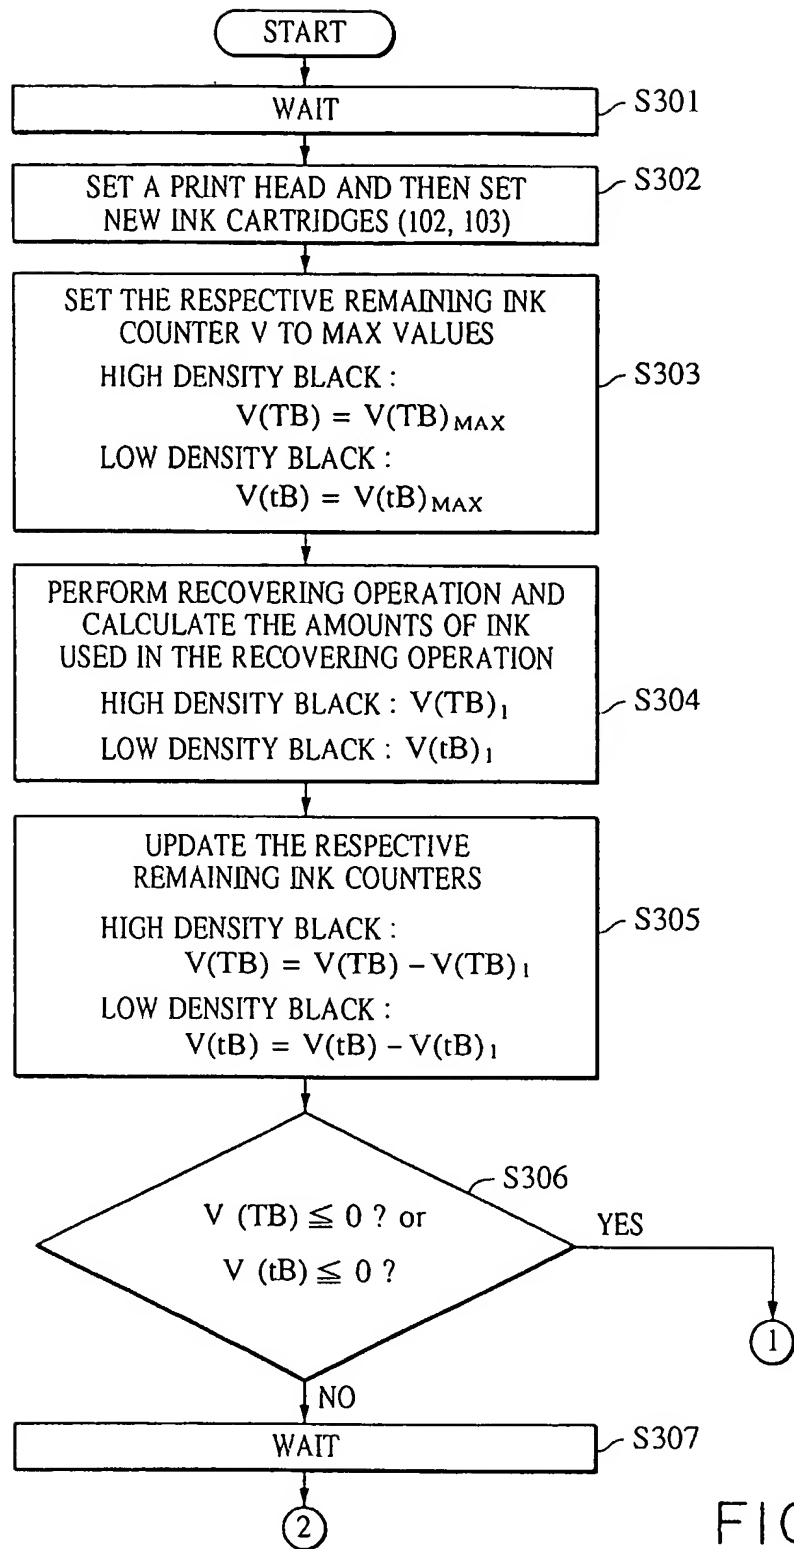 START
WAIT
S301
SET A PRINT HEAD AND THEN SET
NEW INK CARTRIDGES (102, 103)
S302
SET THE RESPECTIVE REMAINING INK
COUNTER V TO MAX VALUES
HIGH DENSITY BLACK :
V(TB) = V(TB)MAX
LOW DENSITY BLACK :
V(tB) = V(tB)MAX
S303
PERFORM RECOVERING OPERATION AND
CALCULATE THE AMOUNTS OF INK
USED IN THE RECOVERING OPERATION
HIGH DENSITY BLACK : V(TB)1
LOW DENSITY BLACK : V(tB)1
S304
UPDATE THE RESPECTIVE
REMAINING INK COUNTERS
HIGH DENSITY BLACK :
V(TB) = V(TB) – V(TB)1
LOW DENSITY BLACK :
V(tB) = V(tB) – V(tB)1
S305
S306
V (TB) ≦ 0 ? or
V (tB) ≦ 0 ?
YES
1
NO
WAIT
S307
2
FIG